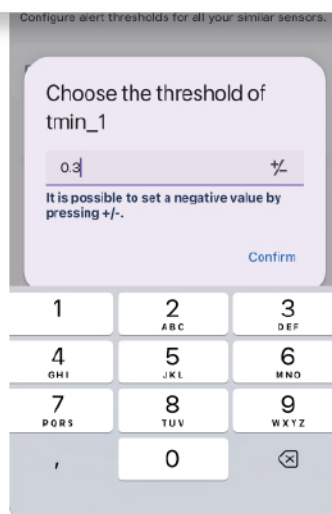 Configure alert thresholds for all your similar sensors.
Choose the threshold of
tmin_1
0.3
+/-
It is possible to set a negative value by
pressing +/-.
Confirm
1 2 3
ABC DEF
4 5 6
GHI JKL MNO
7 8 9
PQRS TUV WXYZ
, 0